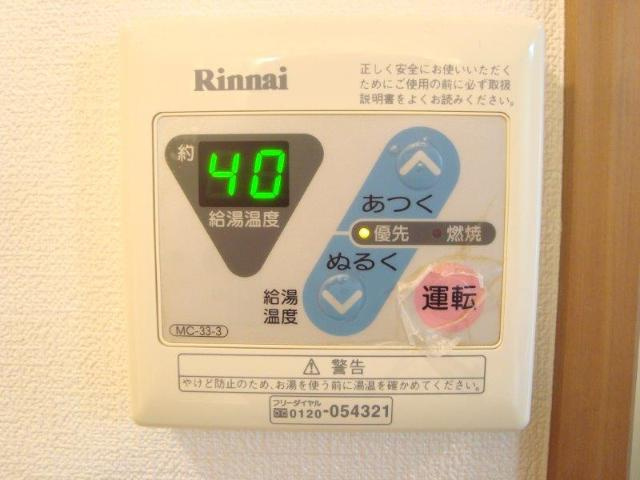 Rinnai
正しく安全にお使いいただく
ためにご使用の前に必ず取扱
説明書をよくお読みください。
約
40
給湯温度
あつく
優先 燃焼
ぬるく
給湯
温度
運転
MC-33-3
⚠ 警告
やけど防止のため、お湯を使う前に湯温を確かめてください。
フリーダイヤル
0120-054321